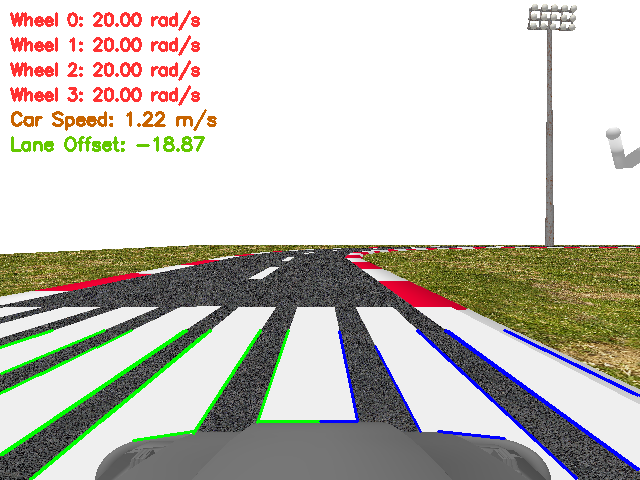 Wheel 0: 20.00 rad/s
Wheel 1: 20.00 rad/s
Wheel 2: 20.00 rad/s
Wheel 3: 20.00 rad/s
Car Speed: 1.22 m/s
Lane Offset: -18.87